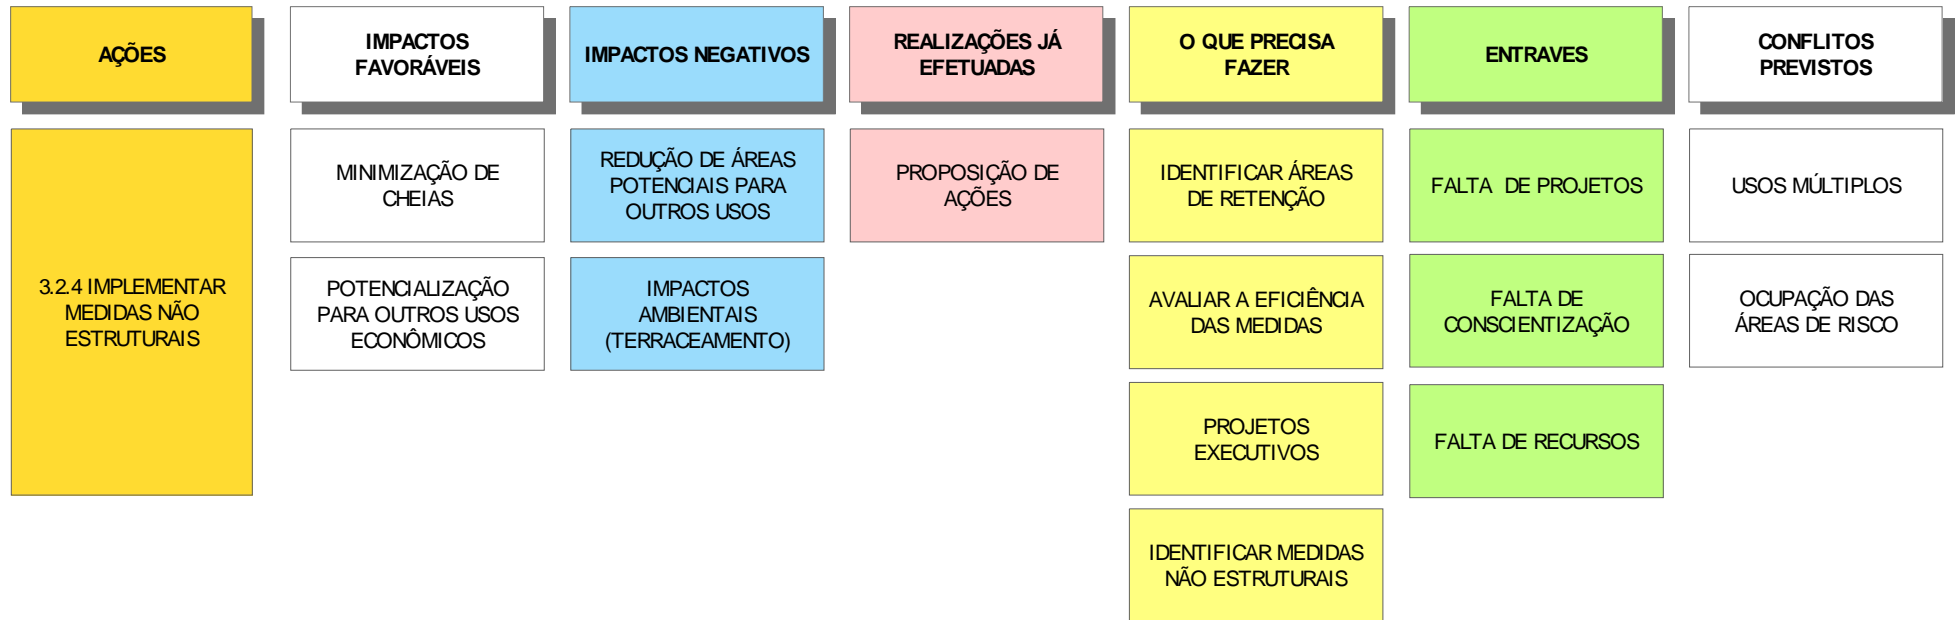 AÇÕES
IMPACTOS
FAVORÁVEIS
IMPACTOS NEGATIVOS
REALIZAÇÕES JÁ
EFETUADAS
O QUE PRECISA
FAZER
ENTRAVES
CONFLITOS
PREVISTOS
3.2.4 IMPLEMENTAR
MEDIDAS NÃO
ESTRUTURAIS
MINIMIZAÇÃO DE
CHEIAS
POTENCIALIZAÇÃO
PARA OUTROS USOS
ECONÔMICOS
REDUÇÃO DE ÁREAS
POTENCIAIS PARA
OUTROS USOS
IMPACTOS
AMBIENTAIS
(TERRACEAMENTO)
PROPOSIÇÃO DE
AÇÕES
IDENTIFICAR ÁREAS
DE RETENÇÃO
AVALIAR A EFICIÊNCIA
DAS MEDIDAS
PROJETOS
EXECUTIVOS
IDENTIFICAR MEDIDAS
NÃO ESTRUTURAIS
FALTA DE PROJETOS
FALTA DE
CONSCIENTIZAÇÃO
FALTA DE RECURSOS
USOS MÚLTIPLOS
OCUPAÇÃO DAS
ÁREAS DE RISCO